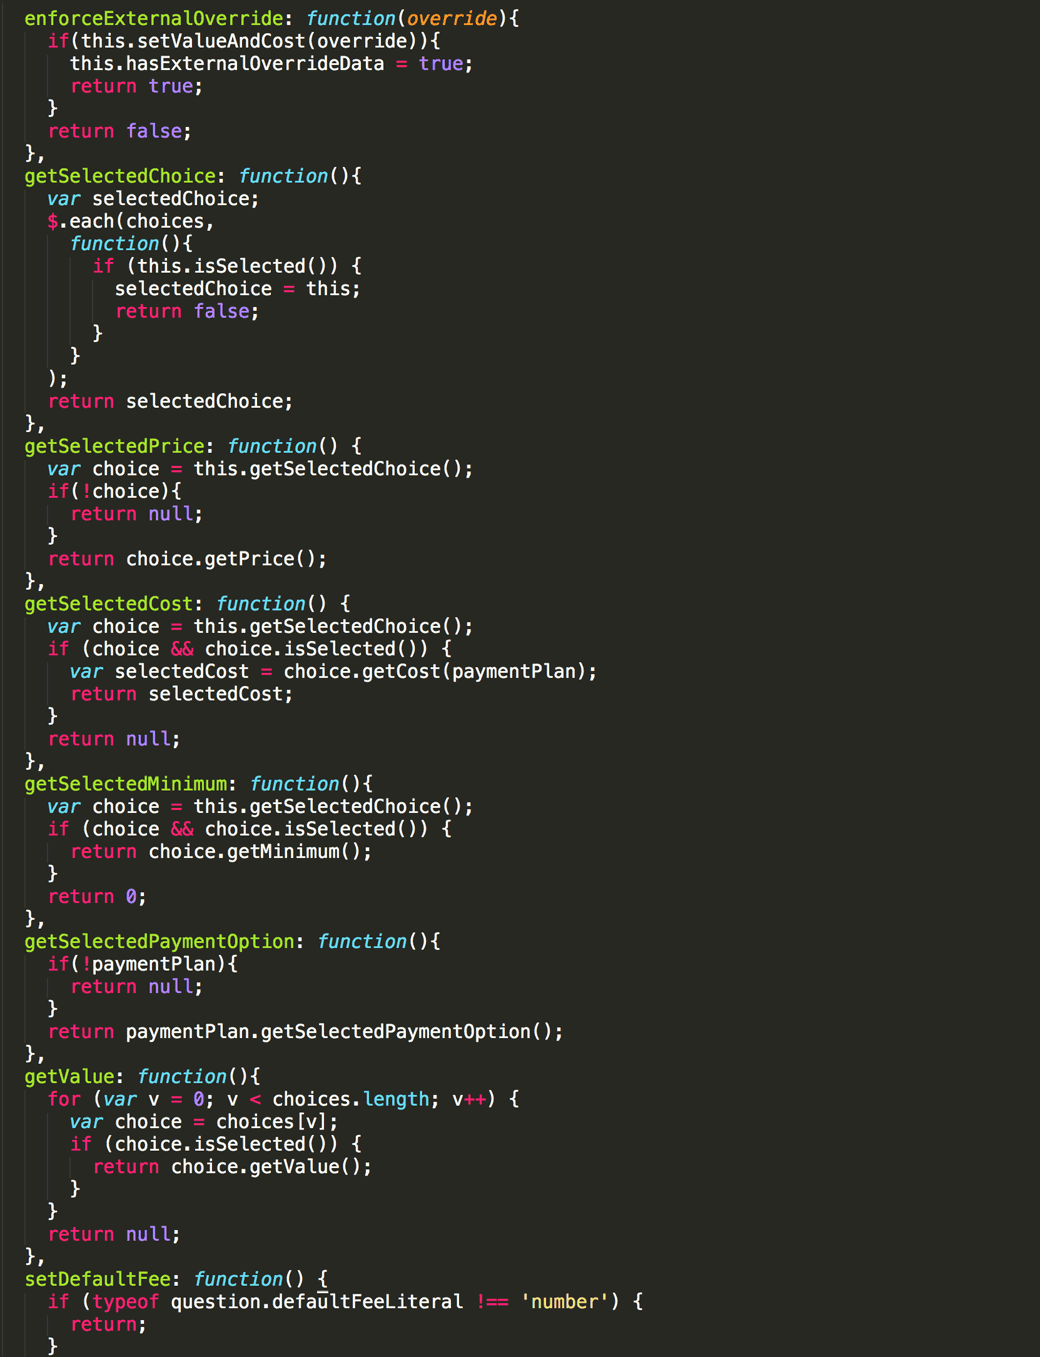 enforceExternalOverride: function(override){
  if(this.setValueAndCost(override)){
    this.hasExternalOverrideData = true;
    return true;
  }
  return false;
},
getSelectedChoice: function(){
  var selectedChoice;
  $.each(choices,
    function(){
      if (this.isSelected()) {
        selectedChoice = this;
        return false;
      }
    }
  );
  return selectedChoice;
},
getSelectedPrice: function() {
  var choice = this.getSelectedChoice();
  if(!choice){
    return null;
  }
  return choice.getPrice();
},
getSelectedCost: function() {
  var choice = this.getSelectedChoice();
  if (choice && choice.isSelected()) {
    var selectedCost = choice.getCost(paymentPlan);
    return selectedCost;
  }
  return null;
},
getSelectedMinimum: function(){
  var choice = this.getSelectedChoice();
  if (choice && choice.isSelected()) {
    return choice.getMinimum();
  }
  return 0;
},
getSelectedPaymentOption: function(){
  if(!paymentPlan){
    return null;
  }
  return paymentPlan.getSelectedPaymentOption();
},
getValue: function(){
  for (var v = 0; v < choices.length; v++) {
    var choice = choices[v];
    if (choice.isSelected()) {
      return choice.getValue();
    }
  }
  return null;
},
setDefaultFee: function() {
  if (typeof question.defaultFeeLiteral !== 'number') {
    return;
  }